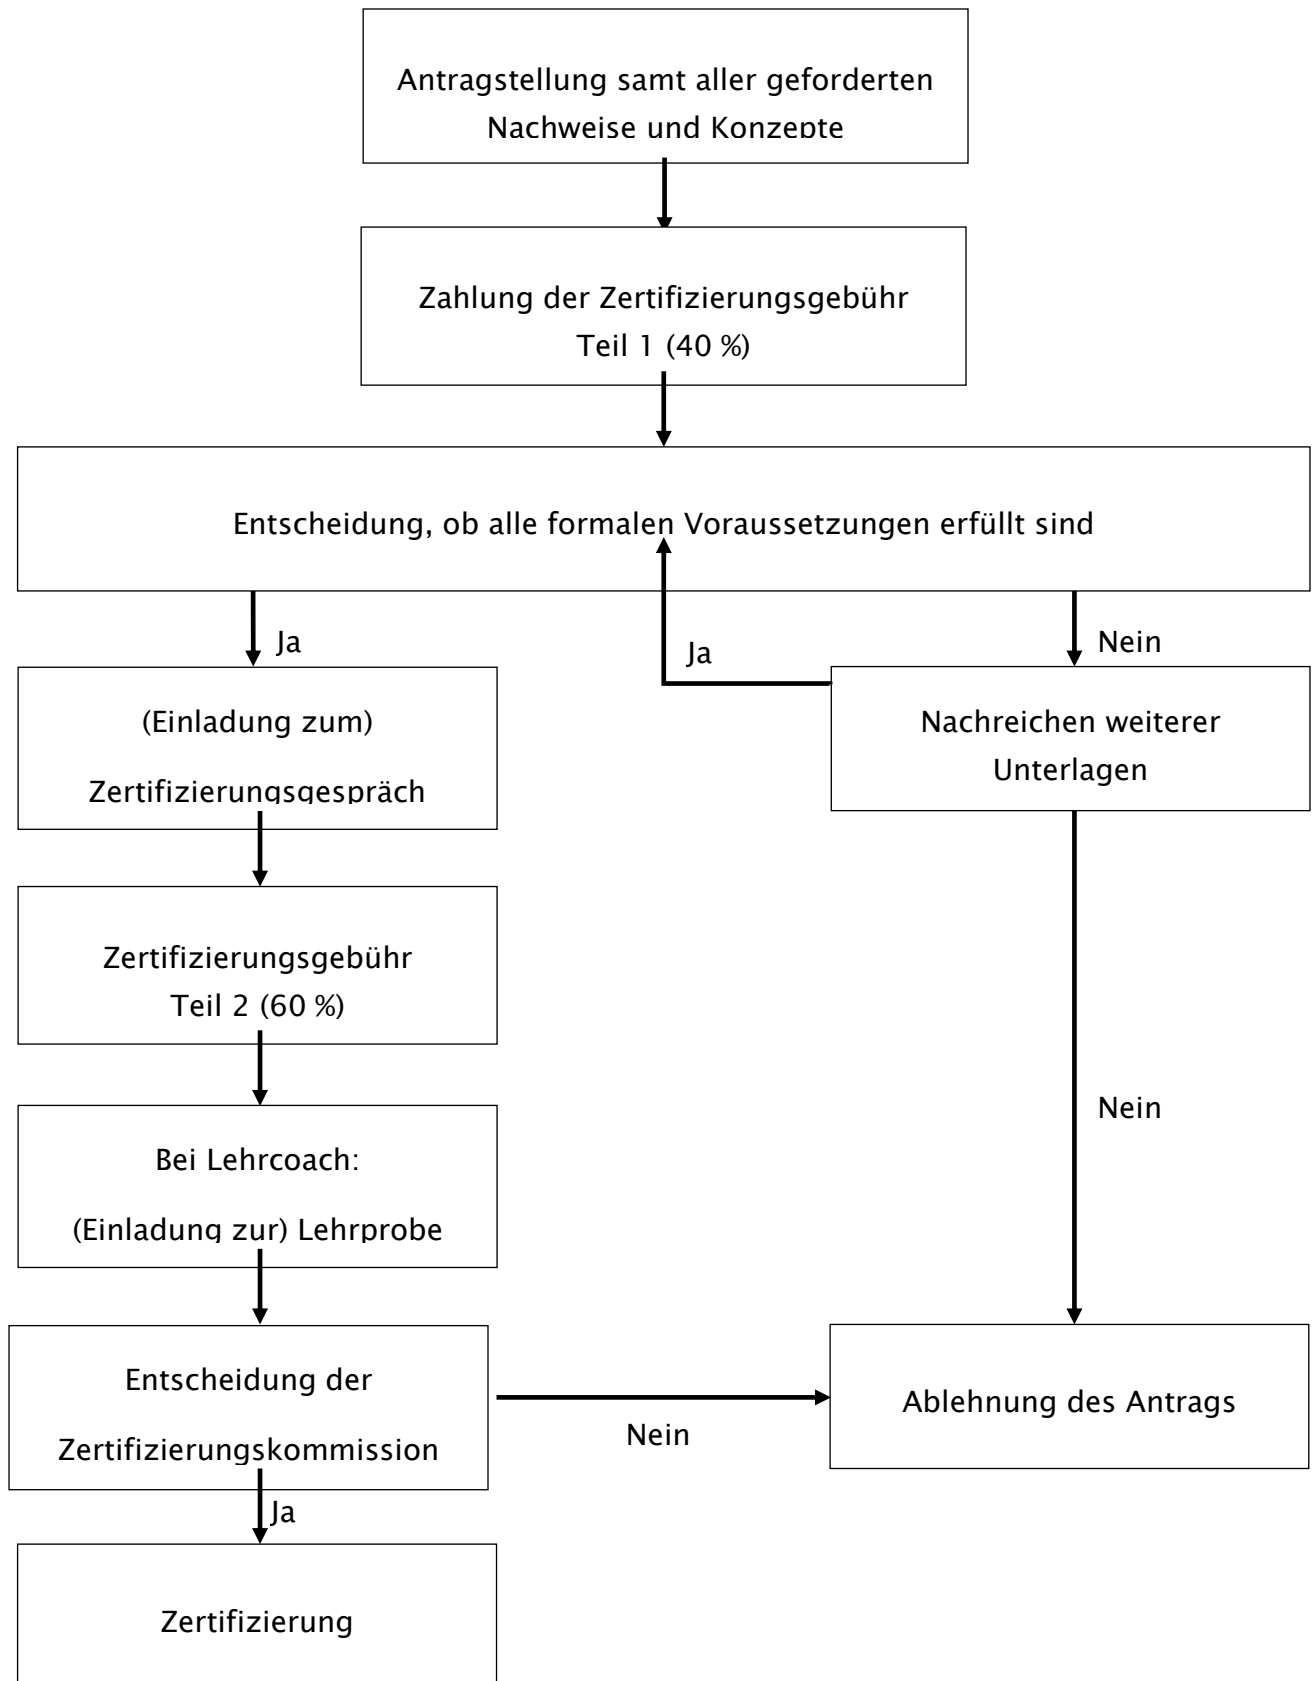 Antragstellung samt aller geforderten
Nachweise und Konzepte
Zahlung der Zertifizierungsgebühr
Teil 1 (40 %)
Entscheidung, ob alle formalen Voraussetzungen erfüllt sind
Ja
Ja
Nein
(Einladung zum)
Zertifizierungsgespräch
Nachreichen weiterer
Unterlagen
Zertifizierungsgebühr
Teil 2 (60 %)
Nein
Bei Lehrcoach:
(Einladung zur) Lehrprobe
Entscheidung der
Zertifizierungskommission
Nein
Ablehnung des Antrags
Ja
Zertifizierung